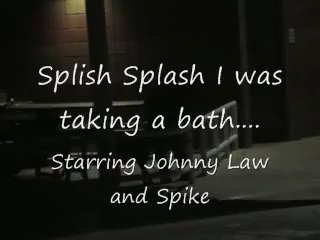 Splish Splash I was
taking a bath....
Starring Johnny Law
and Spike